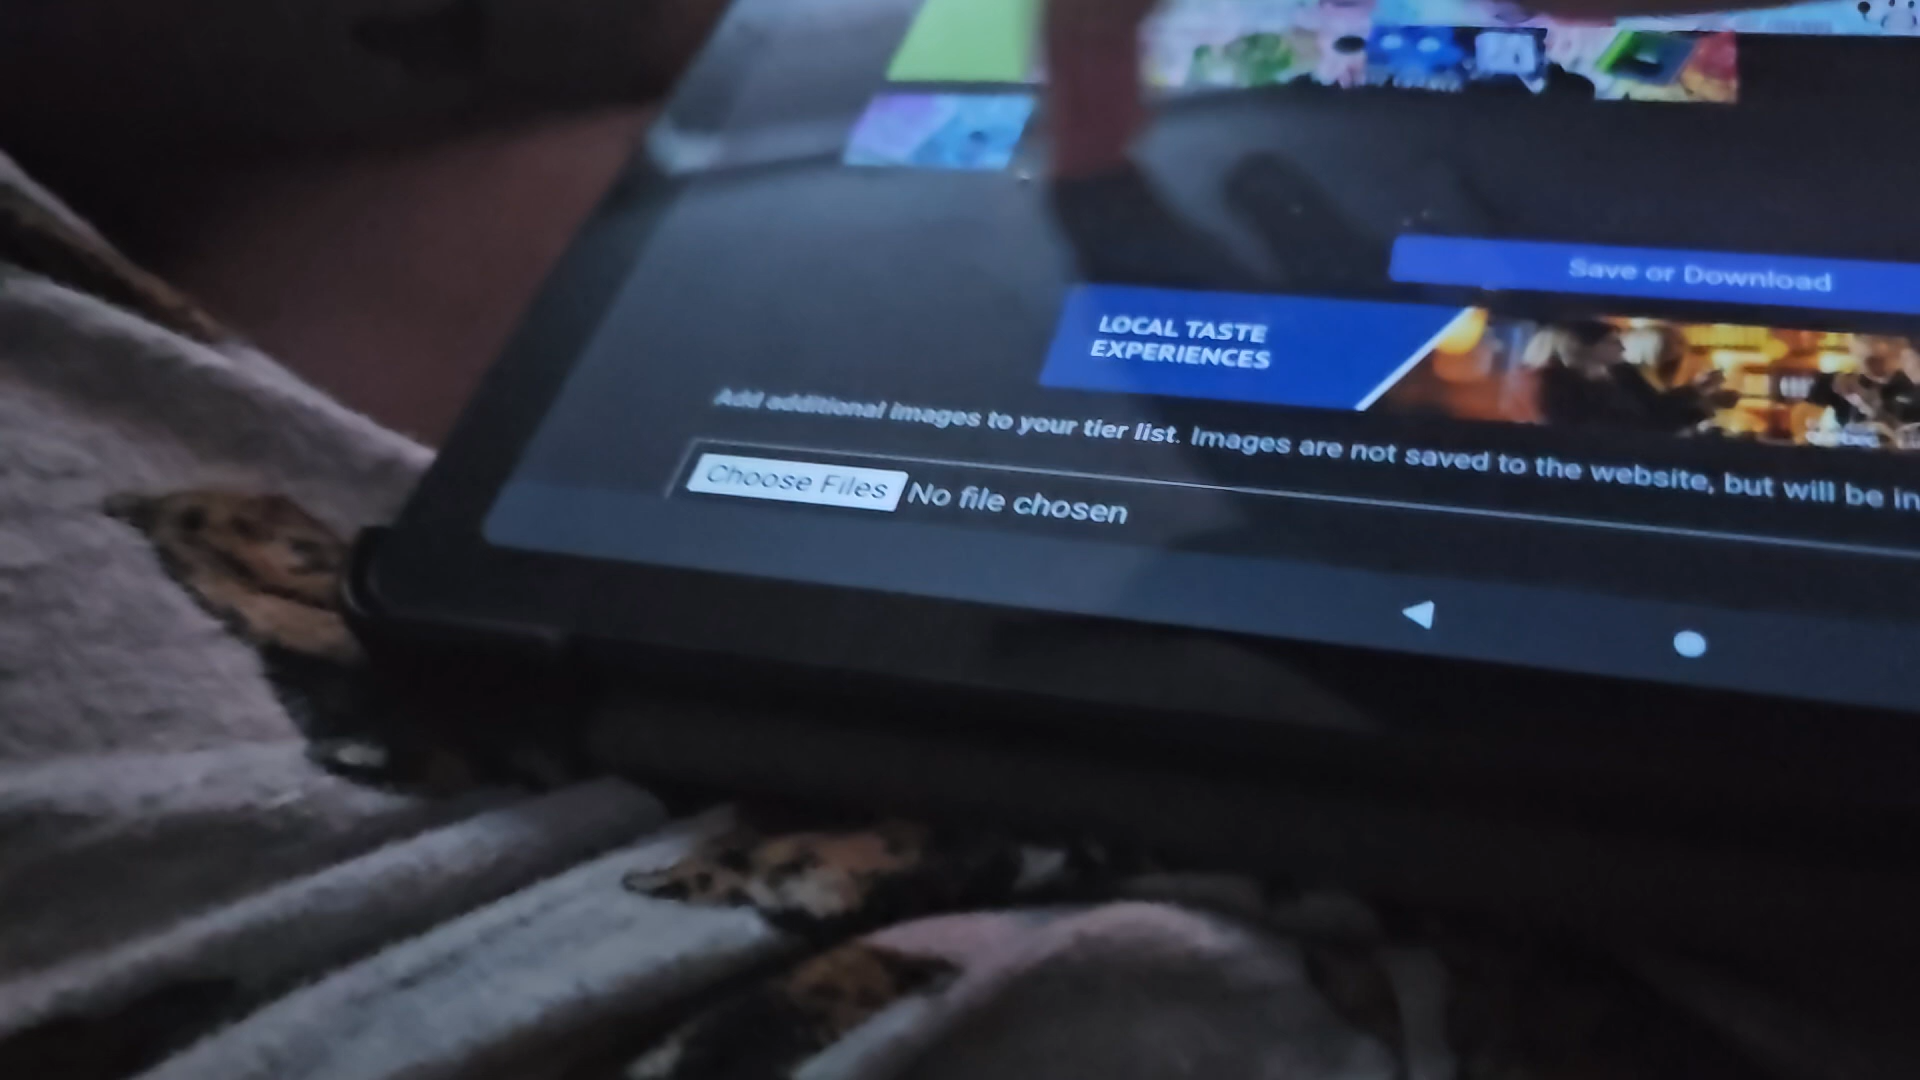 Save or Download
LOCAL TASTE
EXPERIENCES
Add additional images to your tier list. Images are not saved to the website, but will be in
Choose Files No file chosen